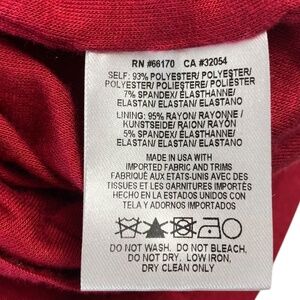 RN #66170 CA #32054
SELF: 93% POLYESTER/ POLYESTER/
POLYESTER/ POLIESTERE/ POLIÉSTER
7% SPANDEX/ ÉLASTHANNE/
ELASTAN/ ELASTAN/ ELASTANO
LINING: 95% RAYON/ RAYONNE/
KUNSTSEIDE/ RAION/ RAYÓN
5% SPANDEX/ ÉLASTHANNE/
ELASTAN/ ELASTAN/ ELASTANO
MADE IN USA WITH
IMPORTED FABRIC AND TRIMS
FABRIQUÉ AUX ETATS-UNIS AVEC DES
TISSUES ET LES GARNITURES IMPORTÉS
HECHO EN LA ESTADOS UNIDOS CON
TELA Y ADORNOS IMPORTADOS
DO NOT WASH. DO NOT BLEACH.
DO NOT DRY. LOW IRON,
DRY CLEAN ONLY